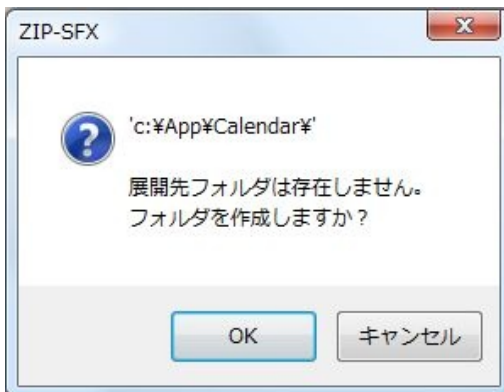 ZIP-SFX
'c:¥App¥Calendar¥'
展開先フォルダは存在しません。
フォルダを作成しますか？
OK
キャンセル